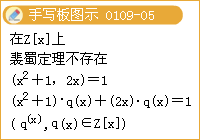 手写板图示 0109-05
在Z[x]上
裴蜀定理不存在
(x²+1, 2x)=1
(x²+1)·q(x)+(2x)·q(x)=1
(q(x),q(x)∈Z[x])